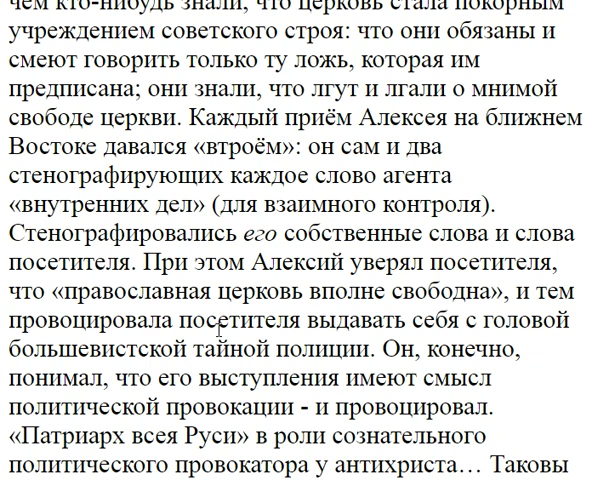 чем кто-нибудь знали, что церковь стала покорным
учреждением советского строя: что они обязаны и
смеют говорить только ту ложь, которая им
предписана; они знали, что лгут и лгали о мнимой
свободе церкви. Каждый приём Алексея на ближнем
Востоке давался «втроём»: он сам и два
стенографирующих каждое слово агента
«внутренних дел» (для взаимного контроля).
Стенографировались его собственные слова и слова
посетителя. При этом Алексий уверял посетителя,
что «православная церковь вполне свободна», и тем
провоцировала посетителя выдавать себя с головой
большевистской тайной полиции. Он, конечно,
понимал, что его выступления имеют смысл
политической провокации - и провоцировал.
«Патриарх всея Руси» в роли сознательного
политического провокатора у антихриста… Таковы